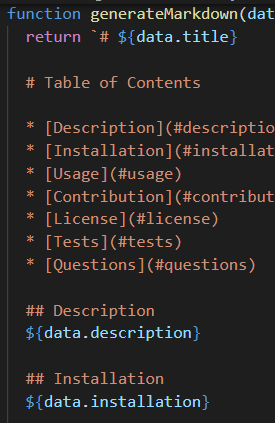 function generateMarkdown(dat
return `# ${data.title}
# Table of Contents
* [Description](#descriptio
* [Installation](#installat
* [Usage](#usage)
* [Contribution](#contribut
* [License](#license)
* [Tests](#tests)
* [Questions](#questions)
## Description
${data.description}
## Installation
${data.installation}